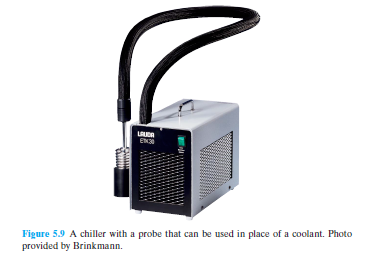 LAUDA
ETK 30
Figure 5.9 A chiller with a probe that can be used in place of a coolant. Photo
provided by Brinkmann.